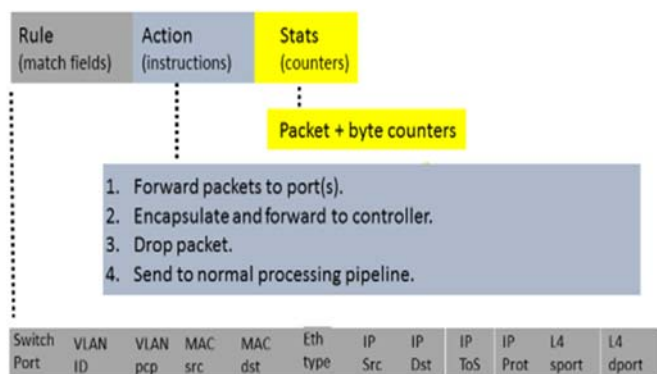 Rule Action Stats
(match fields) (instructions) (counters)
Packet + byte counters
1. Forward packets to port(s).
2. Encapsulate and forward to controller.
3. Drop packet.
4. Send to normal processing pipeline.
Switch VLAN VLAN MAC MAC Eth IP IP IP IP L4 L4
Port ID pcp src dst type Src Dst ToS Prot sport dport